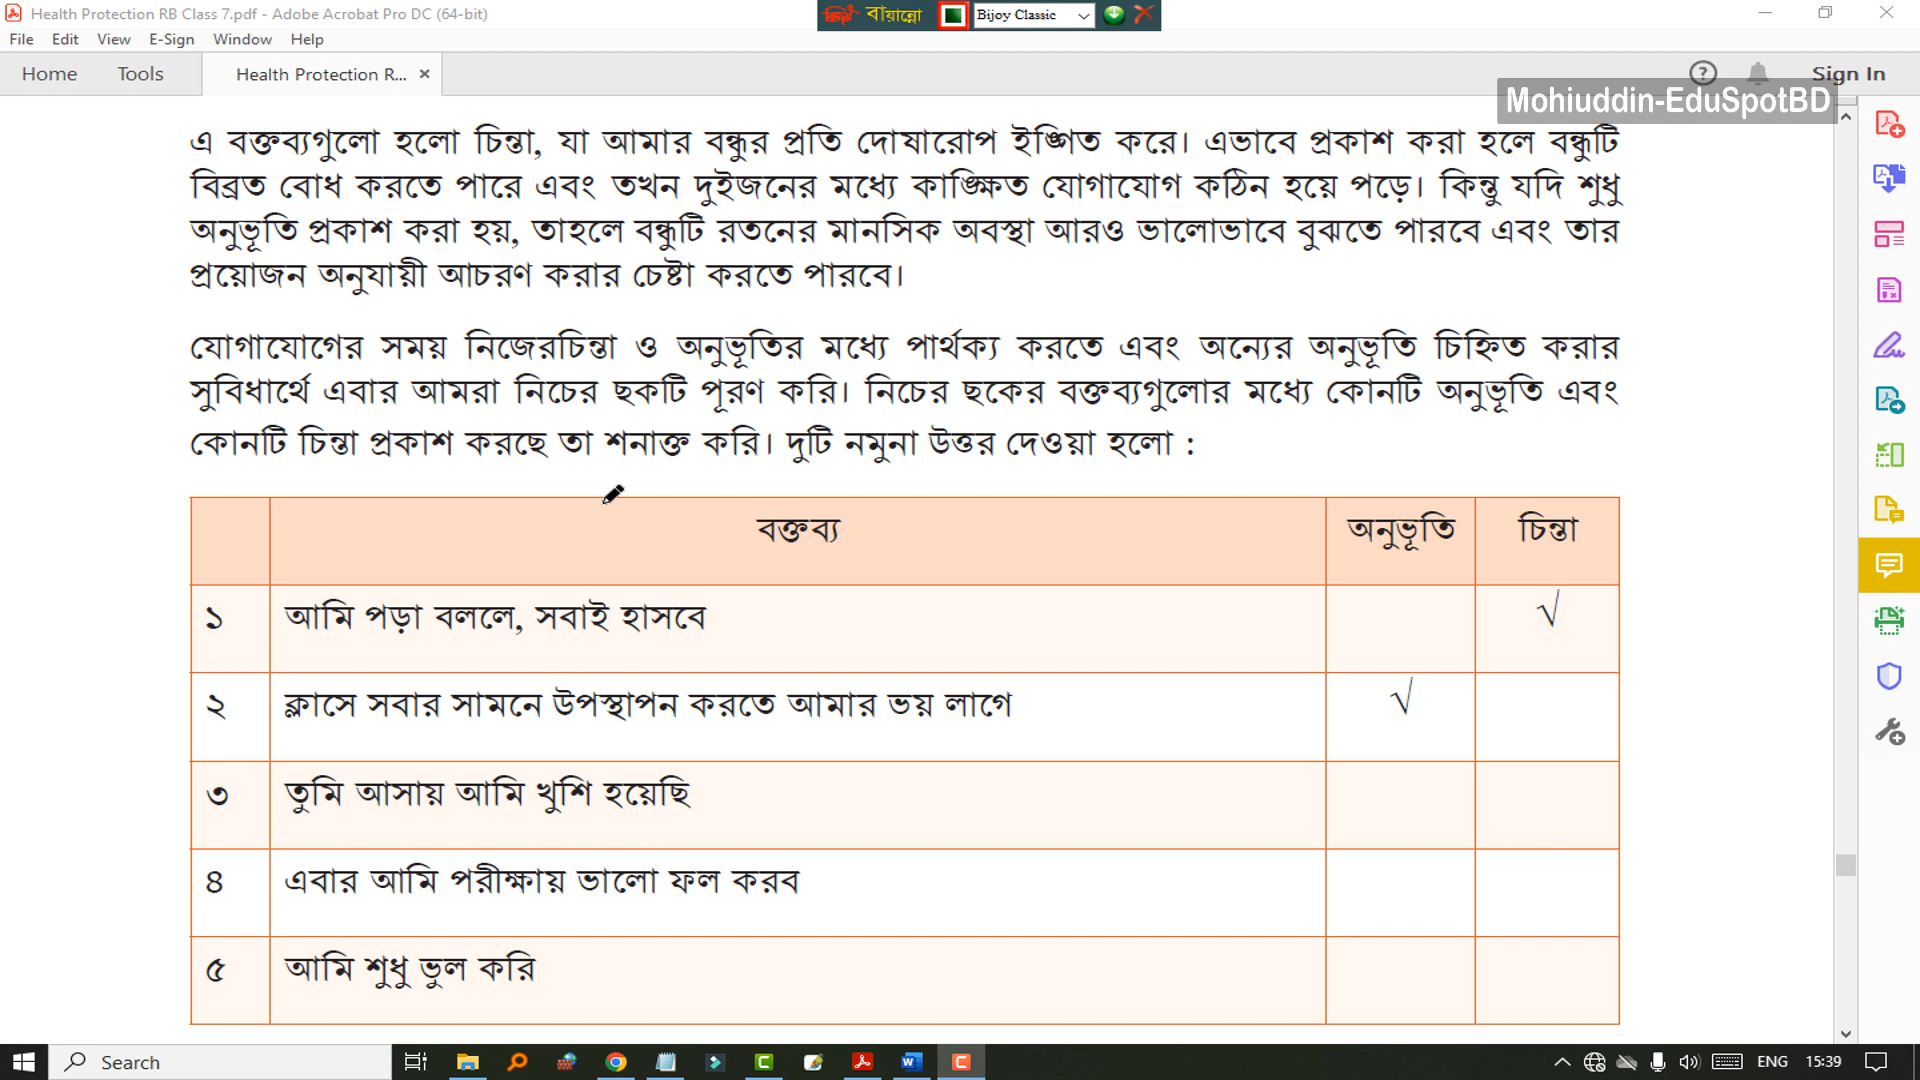 Health Protection RB Class 7.pdf - Adobe Acrobat Pro DC (64-bit)
বায়ান্নো
Bijoy Classic
File Edit View E-Sign Window Help
Home Tools Health Protection R... Sign In
Mohiuddin-EduSpotBD
এ বক্তব্যগুলো হলো চিন্তা, যা আমার বন্ধুর প্রতি দোষারোপ ইঙ্গিত করে। এভাবে প্রকাশ করা হলে বন্ধুটি
বিব্রত বোধ করতে পারে এবং তখন দুইজনের মধ্যে কাঙ্ক্ষিত যোগাযোগ কঠিন হয়ে পড়ে। কিন্তু যদি শুধু
অনুভূতি প্রকাশ করা হয়, তাহলে বন্ধুটি রতনের মানসিক অবস্থা আরও ভালোভাবে বুঝতে পারবে এবং তার
প্রয়োজন অনুযায়ী আচরণ করার চেষ্টা করতে পারবে।
যোগাযোগের সময় নিজেরচিন্তা ও অনুভূতির মধ্যে পার্থক্য করতে এবং অন্যের অনুভূতি চিহ্নিত করার
সুবিধার্থে এবার আমরা নিচের ছকটি পূরণ করি। নিচের ছকের বক্তব্যগুলোর মধ্যে কোনটি অনুভূতি এবং
কোনটি চিন্তা প্রকাশ করছে তা শনাক্ত করি। দুটি নমুনা উত্তর দেওয়া হলো :
বক্তব্য অনুভূতি চিন্তা
১ আমি পড়া বললে, সবাই হাসবে √
২ ক্লাসে সবার সামনে উপস্থাপন করতে আমার ভয় লাগে √
৩ তুমি আসায় আমি খুশি হয়েছি
৪ এবার আমি পরীক্ষায় ভালো ফল করব
৫ আমি শুধু ভুল করি
Search ENG 15:39